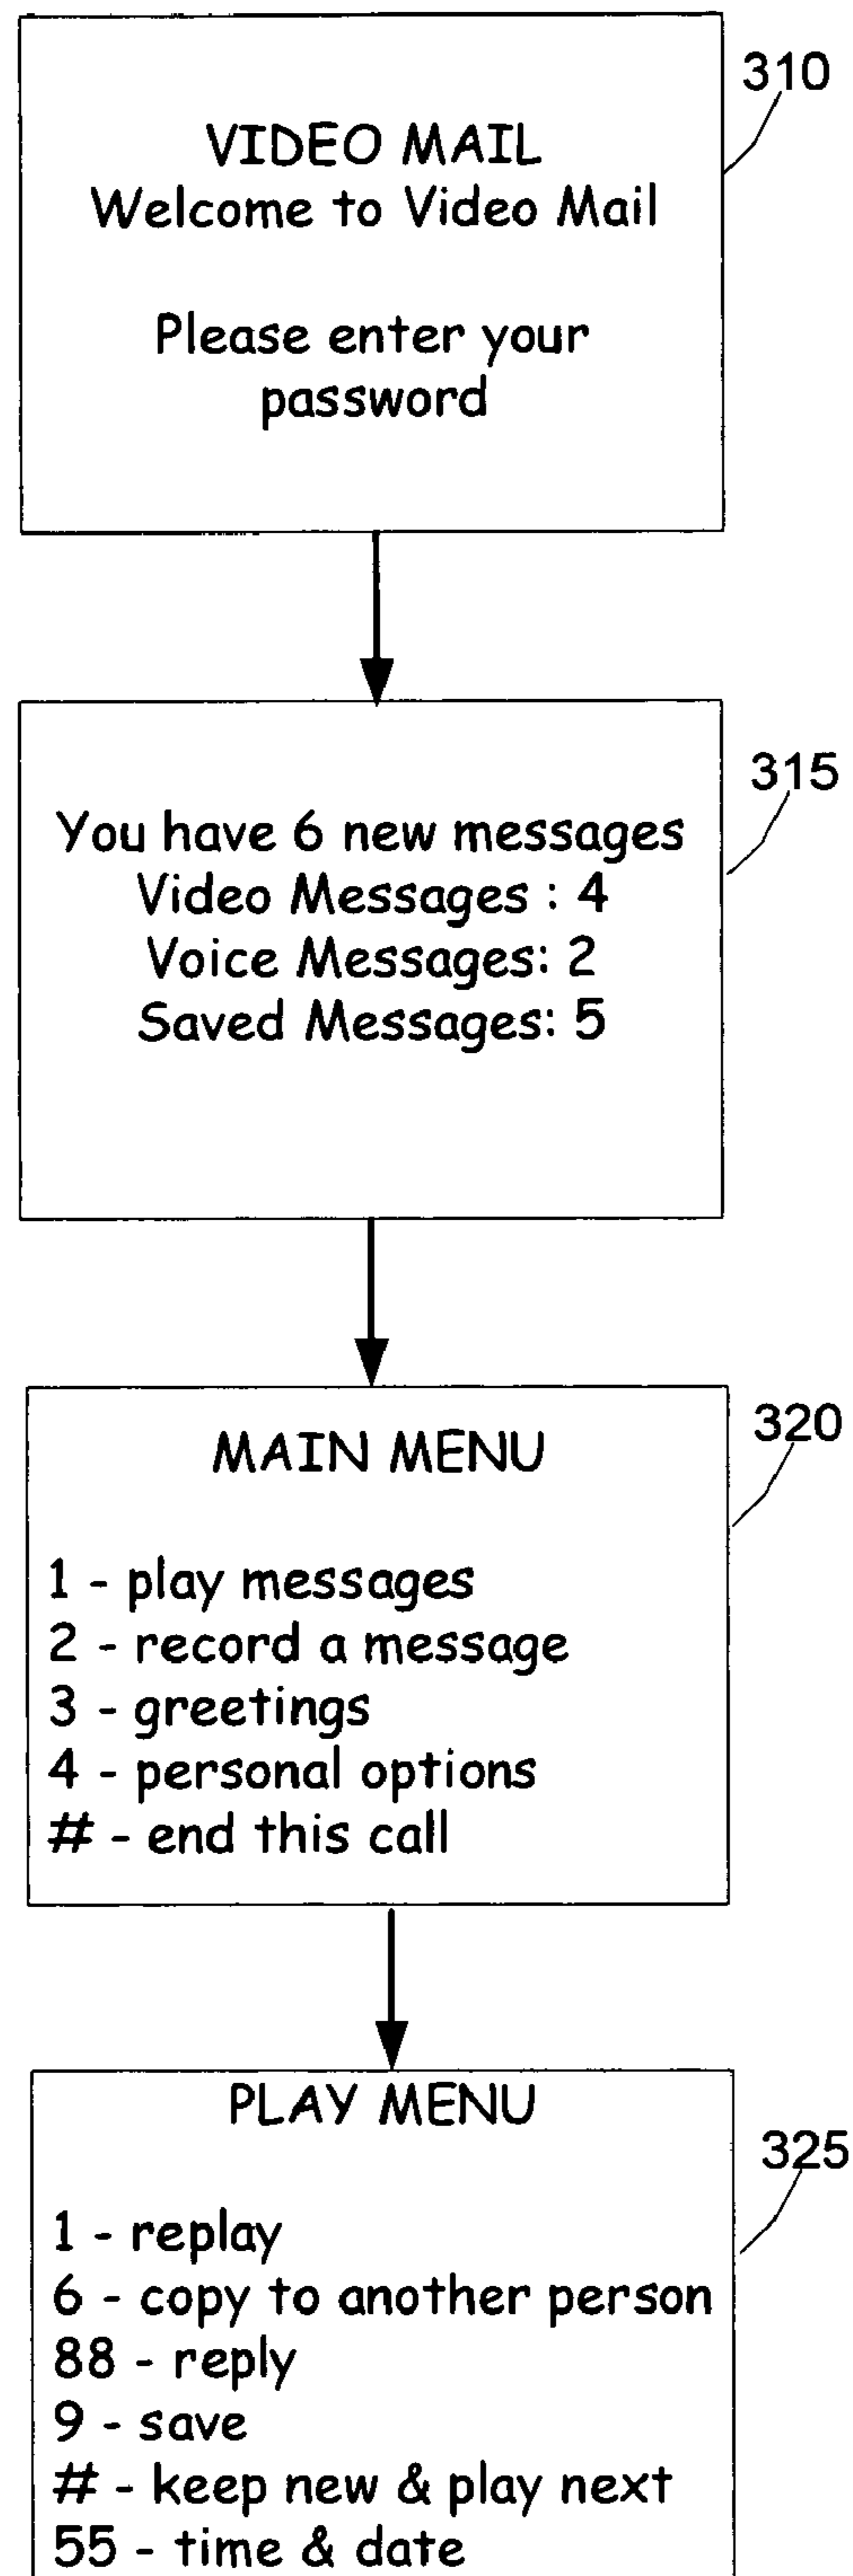 310
VIDEO MAIL
Welcome to Video Mail
Please enter your
password
315
You have 6 new messages
Video Messages : 4
Voice Messages: 2
Saved Messages: 5
320
MAIN MENU
1 - play messages
2 - record a message
3 - greetings
4 - personal options
# - end this call
325
PLAY MENU
1 - replay
6 - copy to another person
88 - reply
9 - save
# - keep new & play next
55 - time & date